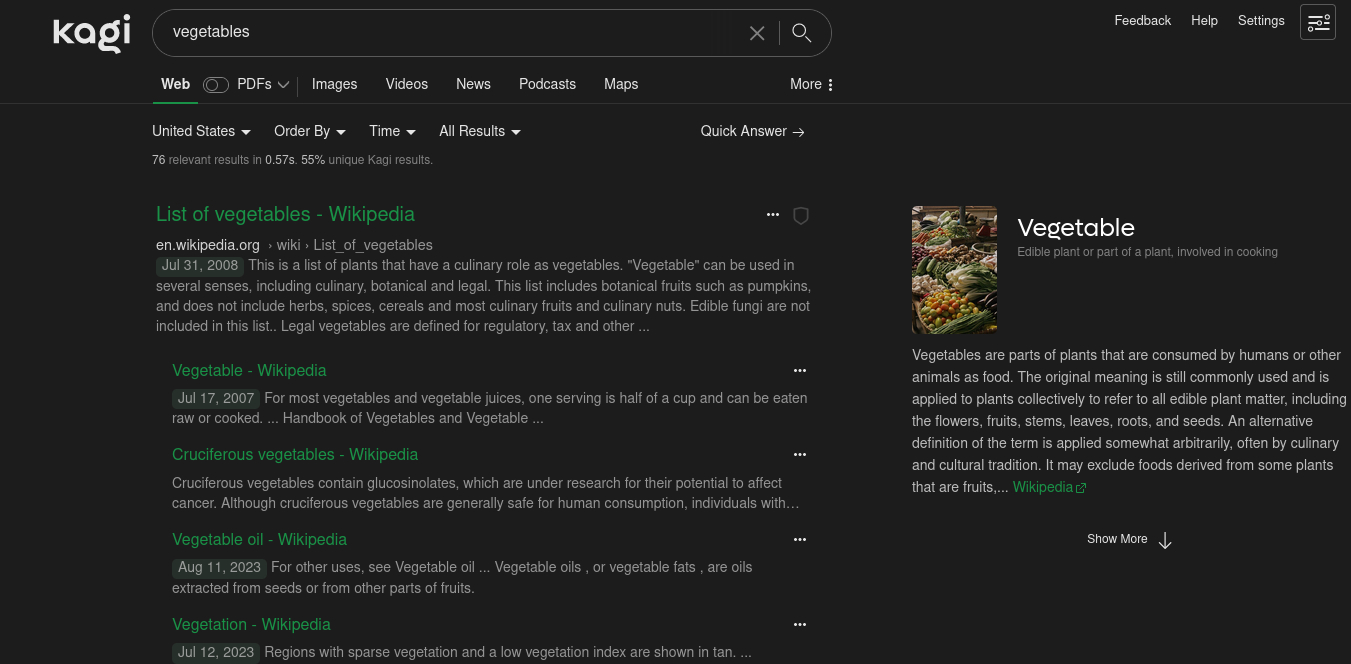 kagi
vegetables
Feedback Help Settings
Web PDFs Images Videos News Podcasts Maps More
United States Order By Time All Results Quick Answer →
76 relevant results in 0.57s. 55% unique Kagi results.
List of vegetables - Wikipedia
en.wikipedia.org › wiki › List_of_vegetables
Jul 31, 2008 This is a list of plants that have a culinary role as vegetables. "Vegetable" can be used in
several senses, including culinary, botanical and legal. This list includes botanical fruits such as pumpkins,
and does not include herbs, spices, cereals and most culinary fruits and culinary nuts. Edible fungi are not
included in this list.. Legal vegetables are defined for regulatory, tax and other ...
Vegetable - Wikipedia
Jul 17, 2007 For most vegetables and vegetable juices, one serving is half of a cup and can be eaten
raw or cooked. ... Handbook of Vegetables and Vegetable ...
Cruciferous vegetables - Wikipedia
Cruciferous vegetables contain glucosinolates, which are under research for their potential to affect
cancer. Although cruciferous vegetables are generally safe for human consumption, individuals with…
Vegetable oil - Wikipedia
Aug 11, 2023 For other uses, see Vegetable oil ... Vegetable oils , or vegetable fats , are oils
extracted from seeds or from other parts of fruits.
Vegetation - Wikipedia
Jul 12, 2023 Regions with sparse vegetation and a low vegetation index are shown in tan. ...
Vegetable
Edible plant or part of a plant, involved in cooking
Vegetables are parts of plants that are consumed by humans or other
animals as food. The original meaning is still commonly used and is
applied to plants collectively to refer to all edible plant matter, including
the flowers, fruits, stems, leaves, roots, and seeds. An alternative
definition of the term is applied somewhat arbitrarily, often by culinary
and cultural tradition. It may exclude foods derived from some plants
that are fruits,... Wikipedia
Show More